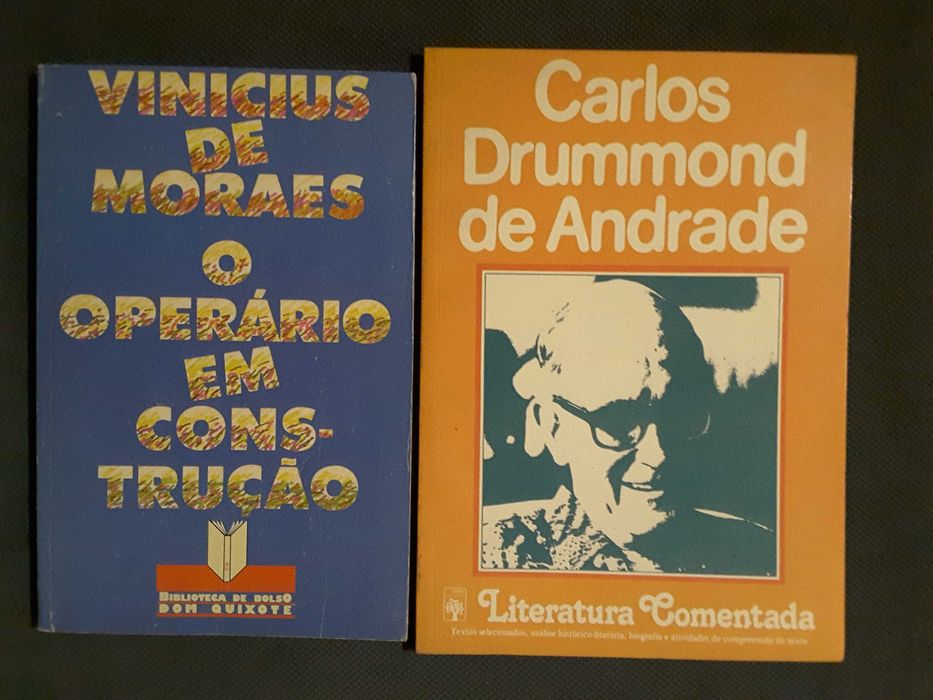 VINICIUS
DE
MORAES
O
OPERÁRIO
EM
CONS-
TRUÇÃO
BIBLIOTECA DE BOLSO
DOM QUIXOTE
Carlos
Drummond
de Andrade
Literatura Comentada
Textos selecionados, análise histórico-literária, biografia e atividades de compreensão de texto